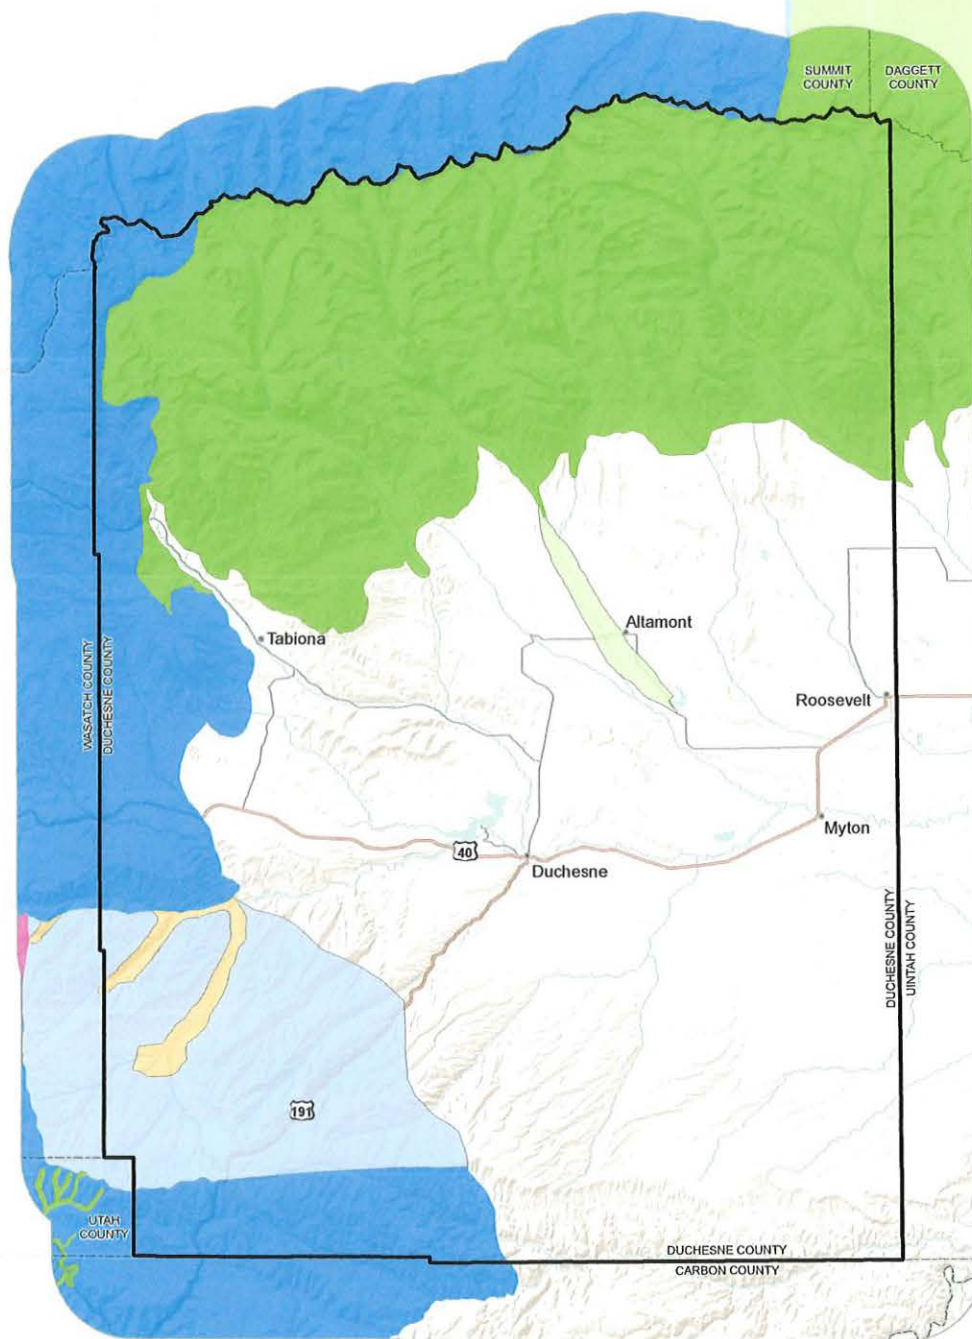 SUMMIT
COUNTY
DAGGETT
COUNTY
Tabiona
Altamont
WASATCH COUNTY
DUCHESNE COUNTY
Roosevelt
Myton
40
Duchesne
DUCHESNE COUNTY
UINTAH COUNTY
191
UTAH
COUNTY
DUCHESNE COUNTY
CARBON COUNTY